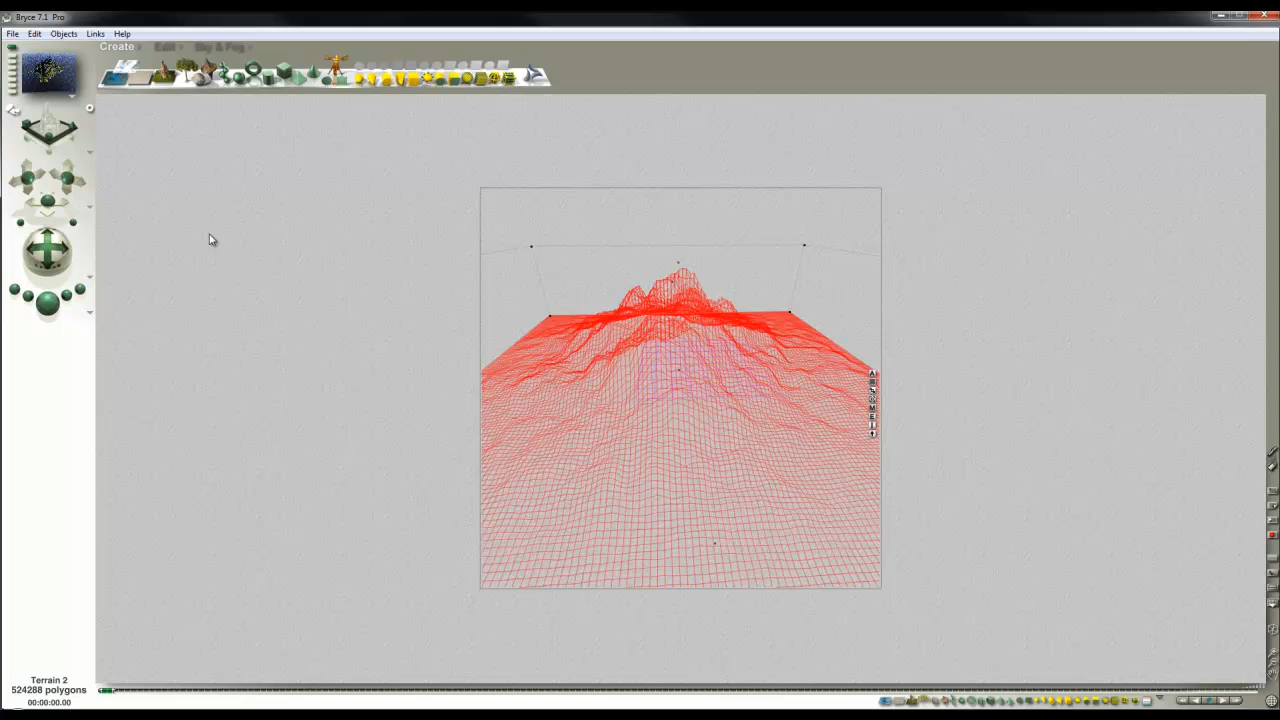 Bryce 7.1 Pro
File Edit Objects Links Help
Create Edit Sky & Fog
A
M
E
Terrain 2
524288 polygons
00:00:00.00